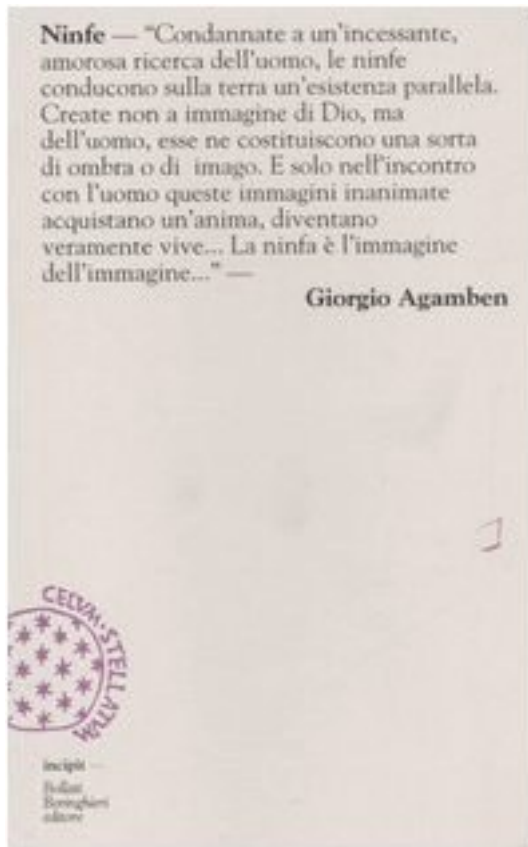 Ninfe — “Condannate a un'incessante,
amorosa ricerca dell'uomo, le ninfe
conducono sulla terra un'esistenza parallela.
Create non a immagine di Dio, ma
dell'uomo, esse ne costituiscono una sorta
di ombra o di imago. E solo nell'incontro
con l'uomo queste immagini inanimate
acquistano un'anima, diventano
veramente vive... La ninfa è l'immagine
dell'immagine...” —
Giorgio Agamben
CELVM·STELLATVM
incipit —
Bollati
Boringhieri
editore